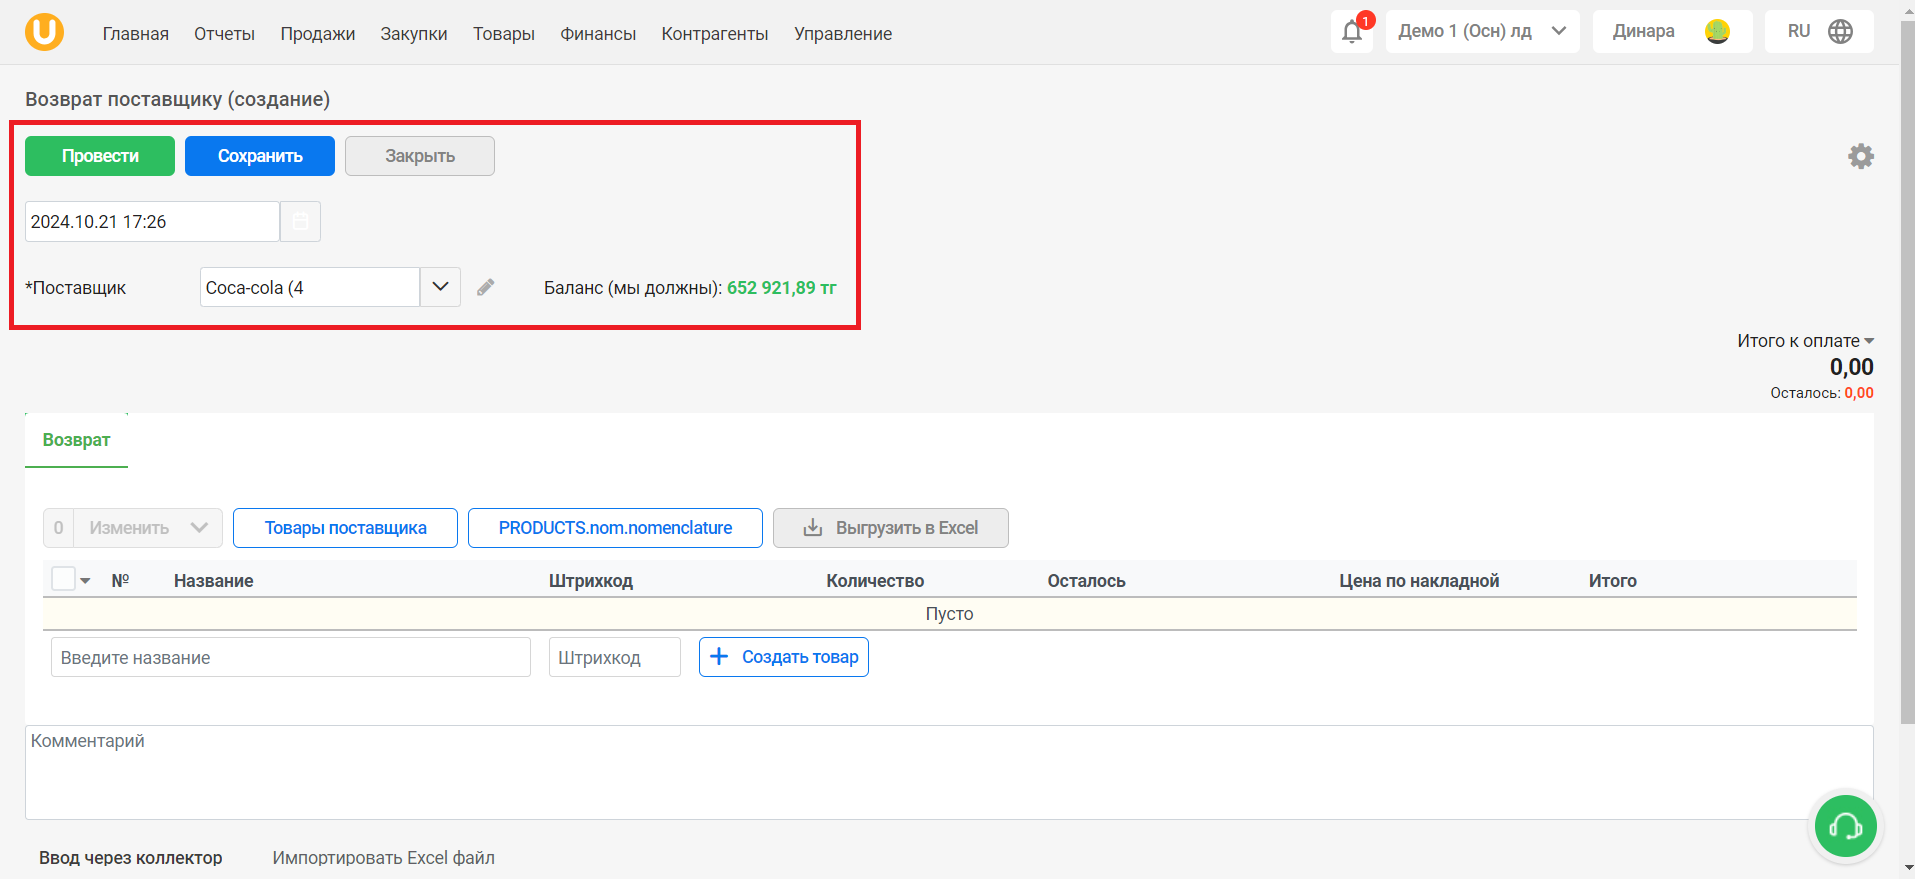 Главная Отчеты Продажи Закупки Товары Финансы Контрагенты Управление 1 Демо 1 (Осн) лд Динара RU
Возврат поставщику (создание)
Провести Сохранить Закрыть
2024.10.21 17:26
*Поставщик Coca-cola (4 Баланс (мы должны): 652 921,89 тг
Итого к оплате
0,00
Осталось: 0,00
Возврат
0 Изменить Товары поставщика PRODUCTS.nom.nomenclature Выгрузить в Excel
№ Название Штрихкод Количество Осталось Цена по накладной Итого
Пусто
Введите название Штрихкод Создать товар
Комментарий
Ввод через коллектор Импортировать Excel файл